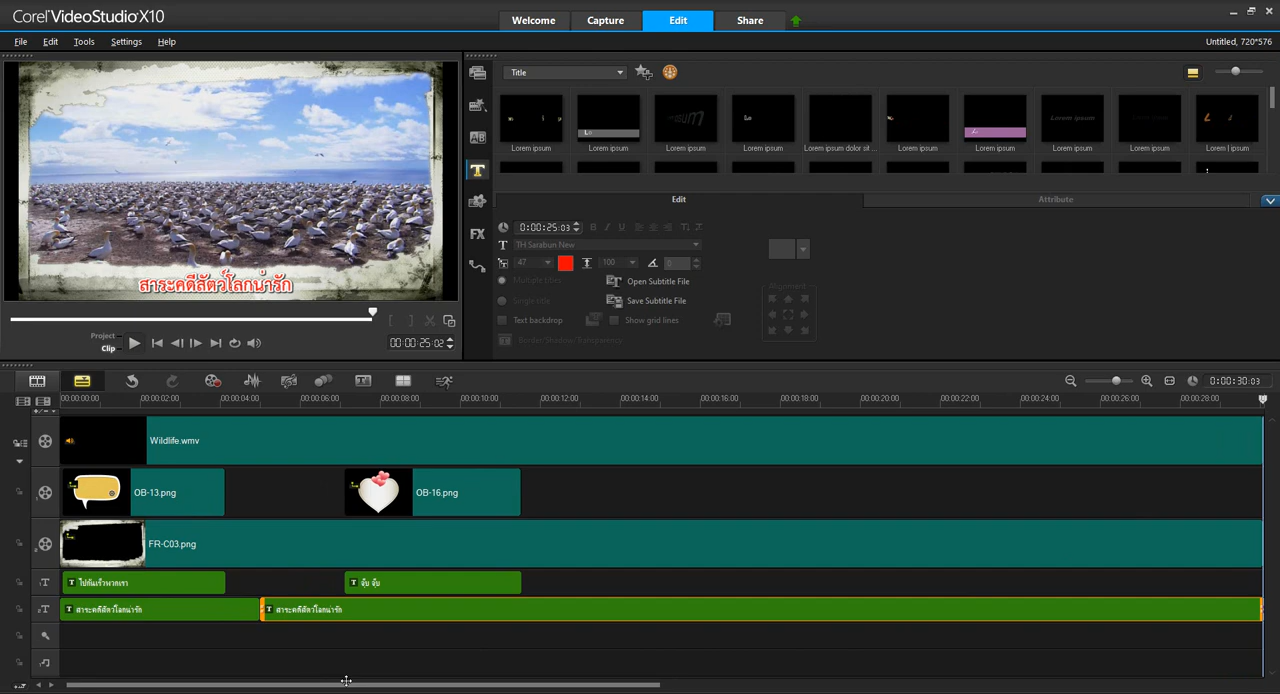 Corel VideoStudio X10
Welcome Capture Edit Share
File Edit Tools Settings Help
Untitled, 720*576
Title
Lorem ipsum Lorem ipsum Lorem ipsum Lorem ipsum Lorem ipsum dolor sit ... Lorem ipsum Lorem ipsum Lorem ipsum Lorem ipsum Lorem | ipsum
AB
T
FX
Edit Attribute
0:00:25:03 B I U
TH Sarabun New
47 100 0
Multiple titles Open Subtitle File
Single title Save Subtitle File
Text backdrop Show grid lines
Border/Shadow/Transparency
Alignment
สาระคดีสัตว์โลกน่ารัก
Project
Clip
00:00:25:02
0:00:30:03
00:00:00:00 00:00:02:00 00:00:04:00 00:00:06:00 00:00:08:00 00:00:10:00 00:00:12:00 00:00:14:00 00:00:16:00 00:00:18:00 00:00:20:00 00:00:22:00 00:00:24:00 00:00:26:00 00:00:28:00
Wildlife.wmv
OB-13.png OB-16.png
FR-C03.png
T ไปกันเร็วพวกเรา T จุ๊บ จุ๊บ
T สาระคดีสัตว์โลกน่ารัก T สาระคดีสัตว์โลกน่ารัก